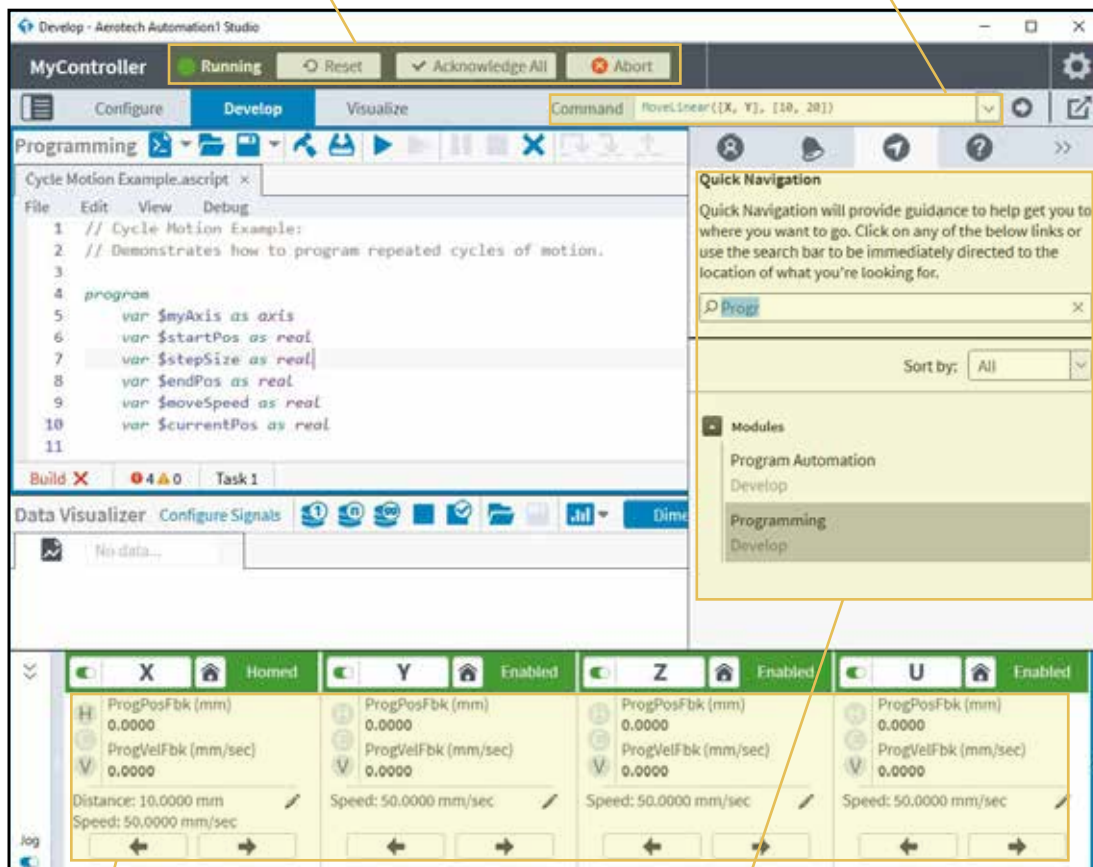 Develop - Aerotech Automation1 Studio
MyController Running Reset Acknowledge All Abort
Configure Develop Visualize Command MoveLinear([X, Y], [10, 20])
Programming
Cycle Motion Example.ascript ×
File Edit View Debug
1 // Cycle Motion Example:
2 // Demonstrates how to program repeated cycles of motion.
3
4 program
5 var $myAxis as axis
6 var $startPos as real
7 var $stepSize as real
8 var $endPos as real
9 var $moveSpeed as real
10 var $currentPos as real
11
Build 4 0 Task 1
Quick Navigation
Quick Navigation will provide guidance to help get you to
where you want to go. Click on any of the below links or
use the search bar to be immediately directed to the
location of what you're looking for.
Progr
Sort by: All
Modules
Program Automation
Develop
Programming
Develop
Data Visualizer Configure Signals 1 n ∞ Dime
No data...
X Homed Y Enabled Z Enabled U Enabled
H ProgPosFbk (mm) ProgPosFbk (mm) ProgPosFbk (mm) ProgPosFbk (mm)
0.0000 0.0000 0.0000 0.0000
ProgVelFbk (mm/sec) ProgVelFbk (mm/sec) ProgVelFbk (mm/sec) ProgVelFbk (mm/sec)
V 0.0000 V 0.0000 V 0.0000 V 0.0000
Distance: 10.0000 mm Speed: 50.0000 mm/sec Speed: 50.0000 mm/sec Speed: 50.0000 mm/sec
Speed: 50.0000 mm/sec
Jog